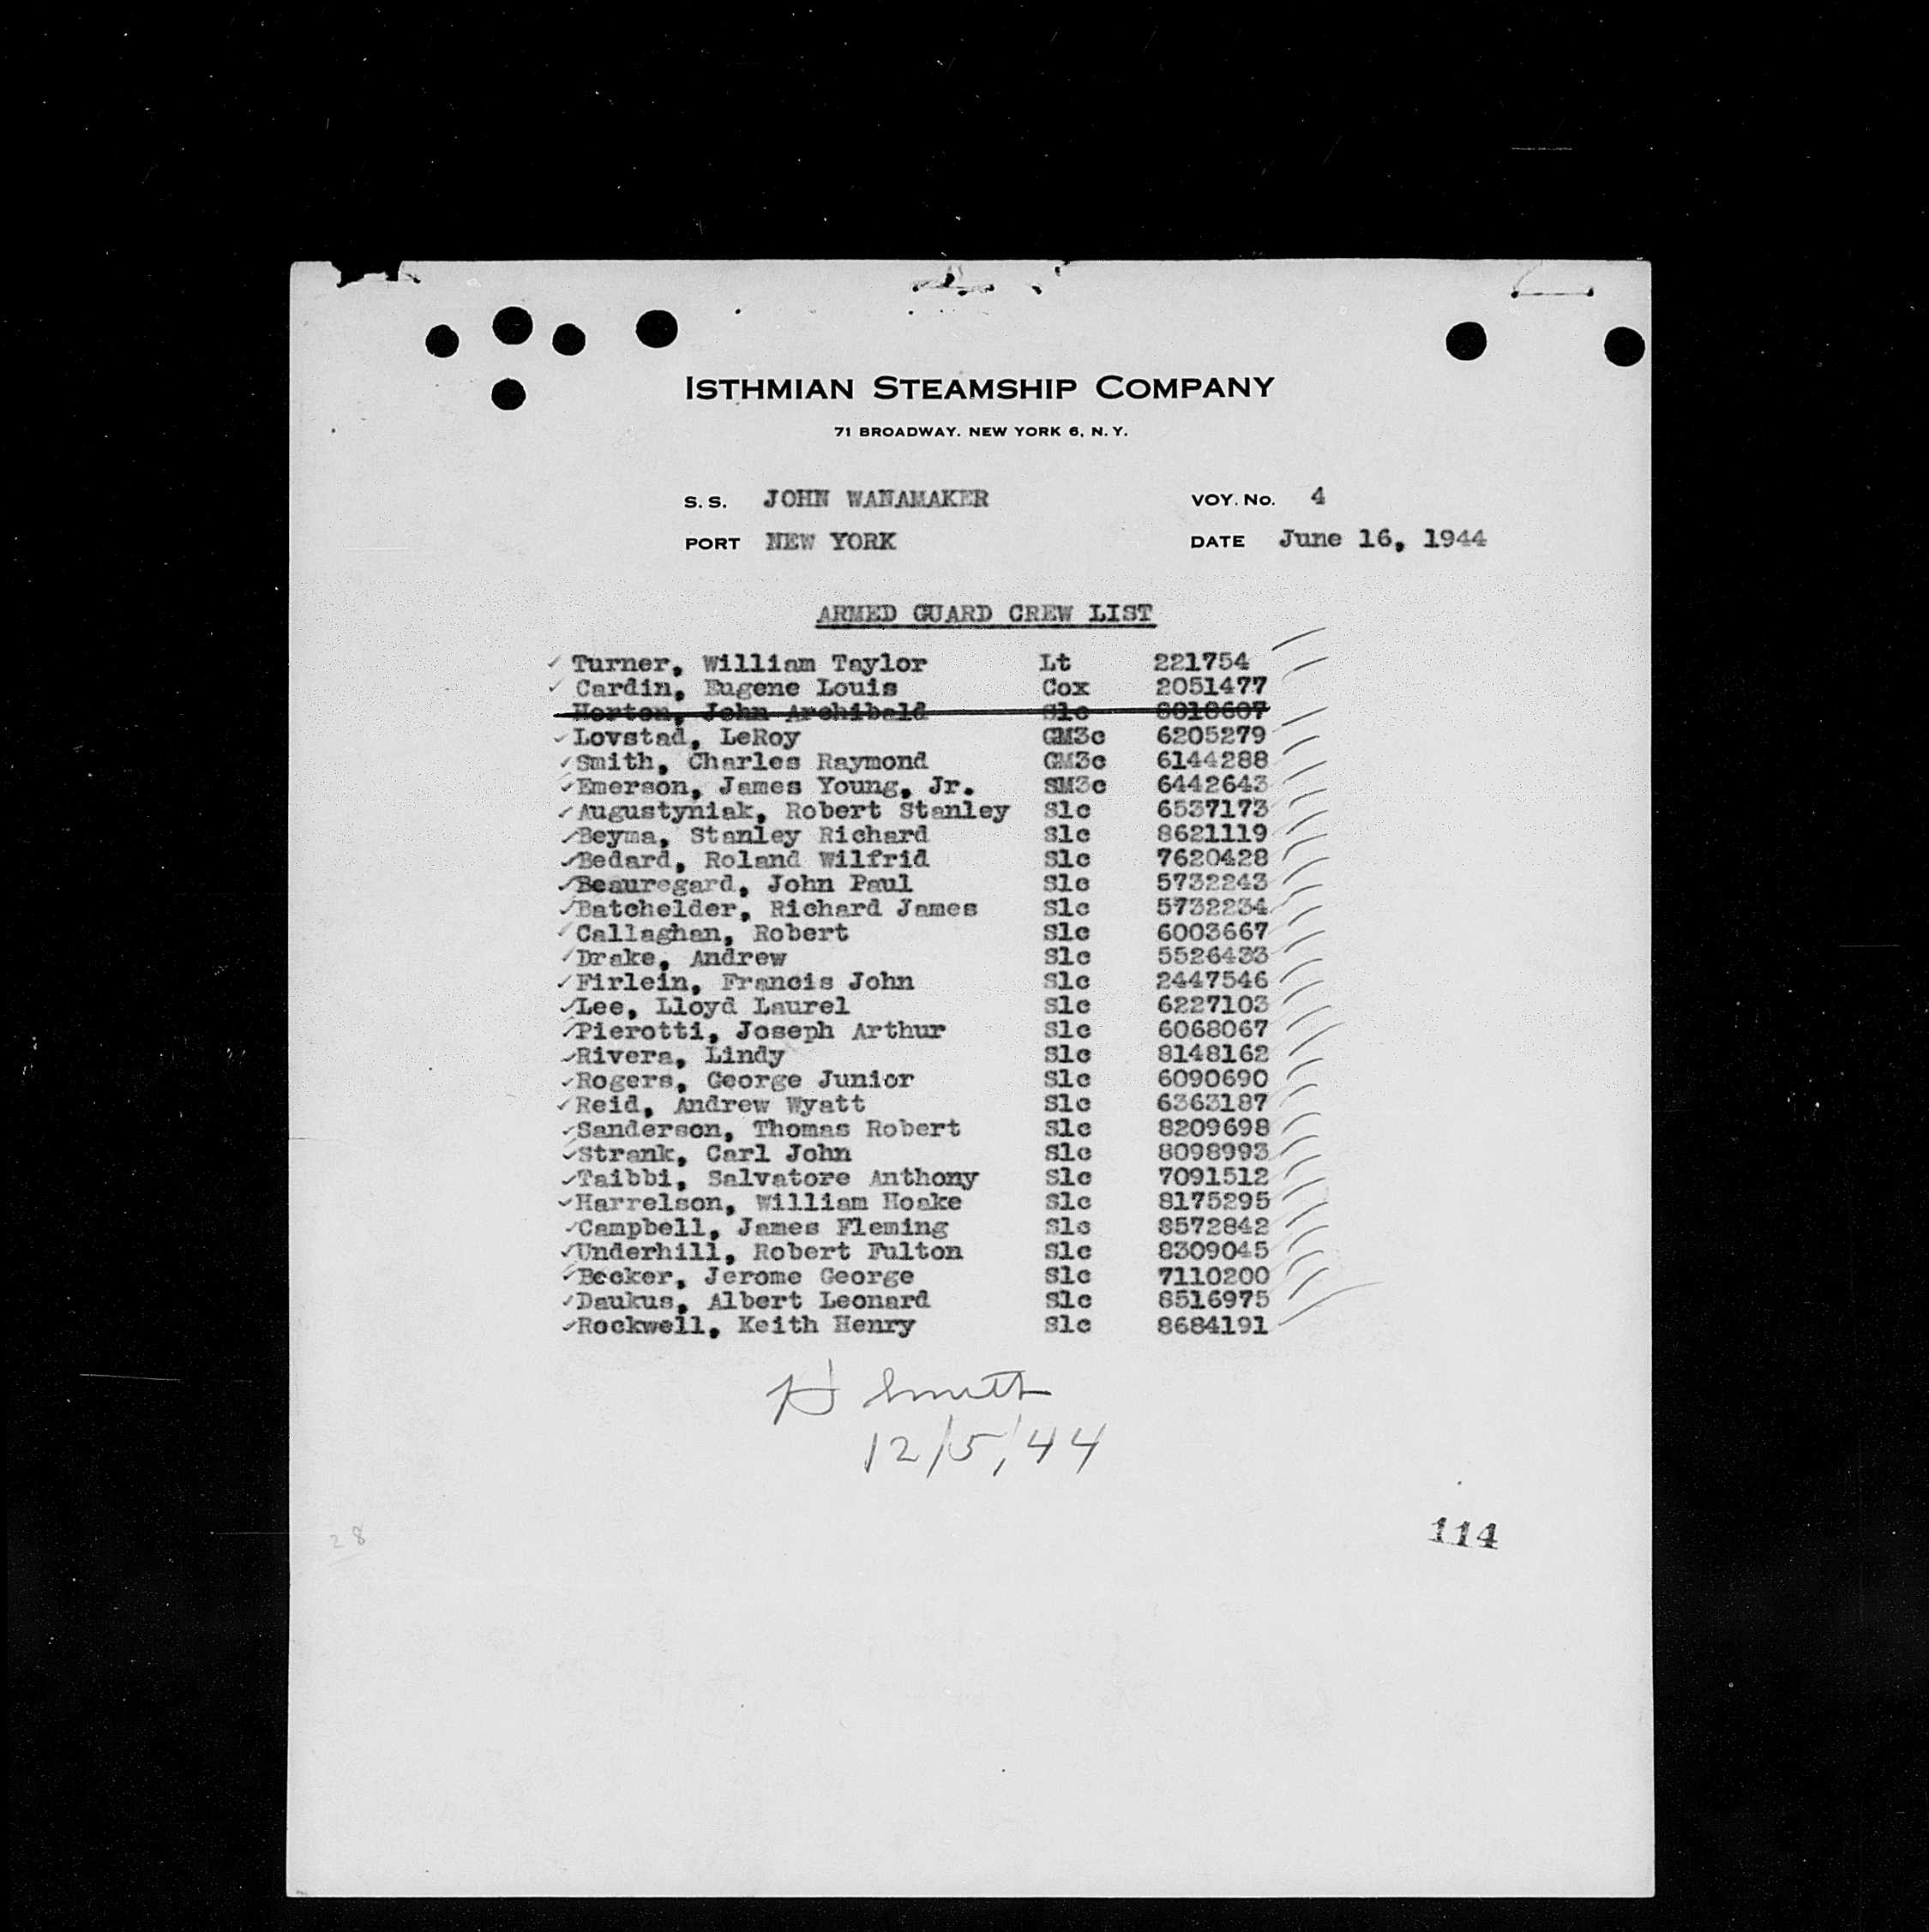 ISTHMIAN STEAMSHIP COMPANY
71 BROADWAY. NEW YORK 6, N. Y.
S. S. JOHN WANAMAKER VOY. No. 4
PORT NEW YORK DATE June 16, 1944
ARMED GUARD CREW LIST
Turner, William Taylor Lt 221754
Cardin, Eugene Louis Cox 2051477
Horton, John Archibald S1c
Lovstad, LeRoy GM3c 6205279
Smith, Charles Raymond GM3c 6144288
Emerson, James Young, Jr. SM3c 6442643
Augustyniak, Robert Stanley S1c 6537173
Beyma, Stanley Richard S1c 8621119
Bedard, Roland Wilfrid S1c 7620428
Beauregard, John Paul S1c 5732243
Batchelder, Richard James S1c 5732234
Callaghan, Robert S1c 6003667
Drake, Andrew S1c 5526433
Firlein, Francis John S1c 2447546
Lee, Lloyd Laurel S1c 6227103
Pierotti, Joseph Arthur S1c 6068067
Rivera, Lindy S1c 8148162
Rogers, George Junior S1c 6090690
Reid, Andrew Wyatt S1c 6363187
Sanderson, Thomas Robert S1c 8209698
Strank, Carl John S1c 8098993
Taibbi, Salvatore Anthony S1c 7091512
Harrelson, William Hoake S1c 8175295
Campbell, James Fleming S1c 8572842
Underhill, Robert Fulton S1c 8309045
Becker, Jerome George S1c 7110200
Daukus, Albert Leonard S1c 8516975
Rockwell, Keith Henry S1c 8684191
Smith
12/5/44
114
28